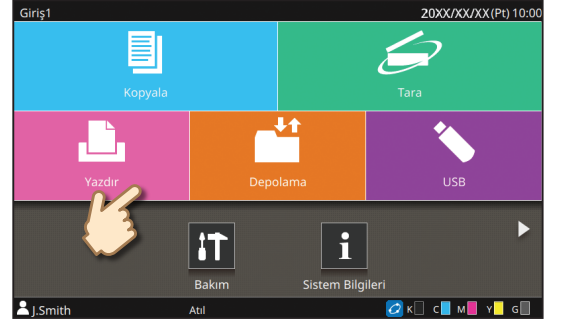 Giriş1 20XX/XX/XX(Pt) 10:00
Kopyala Tara
Yazdır Depolama USB
Bakım Sistem Bilgileri
J.Smith Atıl K C M Y G